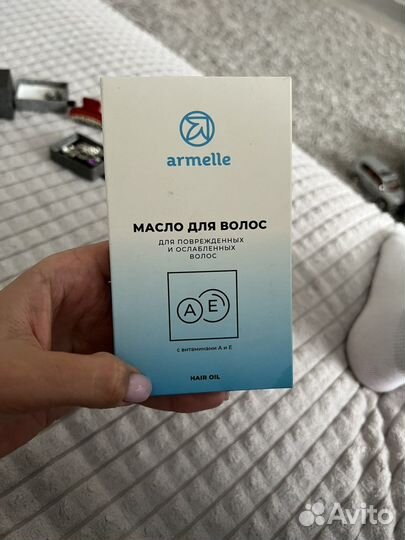 armelle
МАСЛО ДЛЯ ВОЛОС
ДЛЯ ПОВРЕЖДЕННЫХ
И ОСЛАБЛЕННЫХ
ВОЛОС
A E
с витаминами А и Е
HAIR OIL
Avito